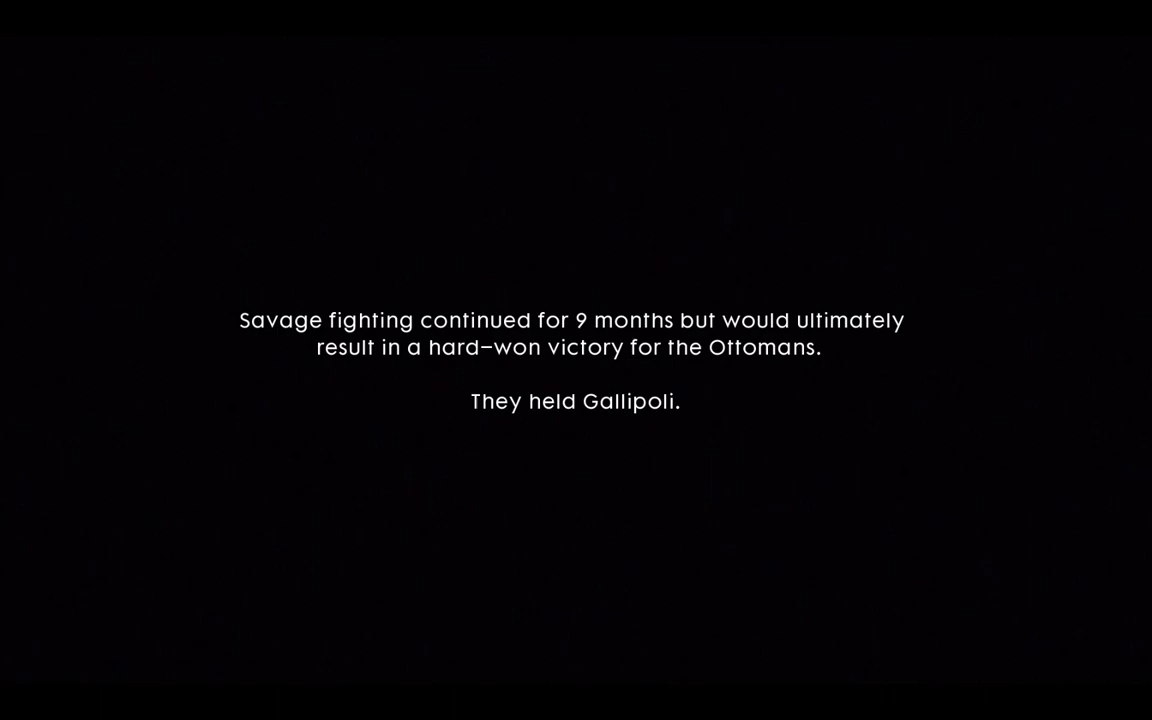 Savage fighting continued for 9 months but would ultimately
result in a hard-won victory for the Ottomans.
They held Gallipoli.